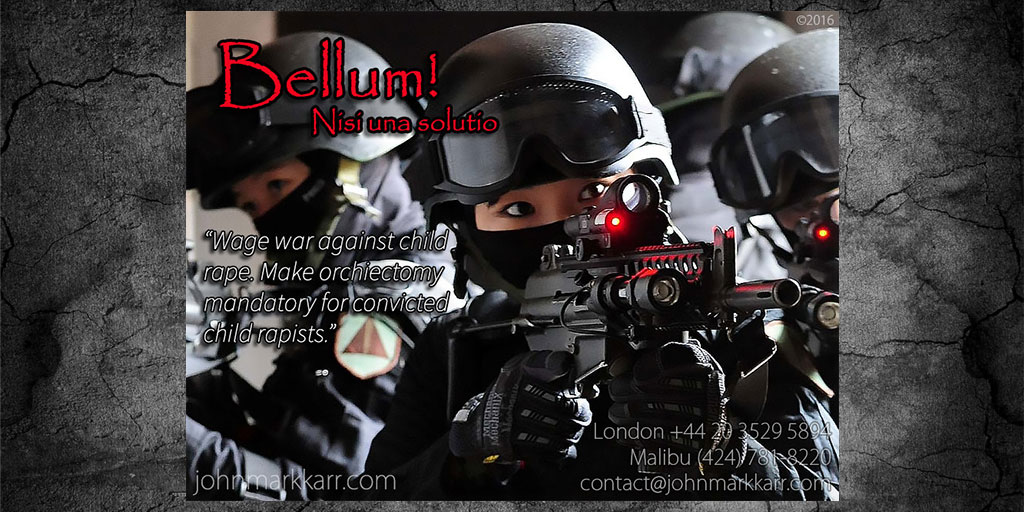 ©2016
Bellum!
Nisi una solutio
“Wage war against child
rape. Make orchiectomy
mandatory for convicted
child rapists.”
London +44 20 3529 5894
Malibu (424) 781-8220
johnmarkkarr.com
contact@johnmarkkarr.com